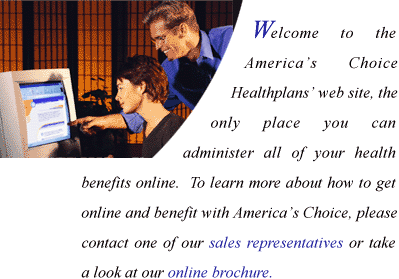 Welcome to the
America's Choice
Healthplans' web site, the
only place you can
administer all of your health
benefits online. To learn more about how to get
online and benefit with America's Choice, please
contact one of our sales representatives or take
a look at our online brochure.